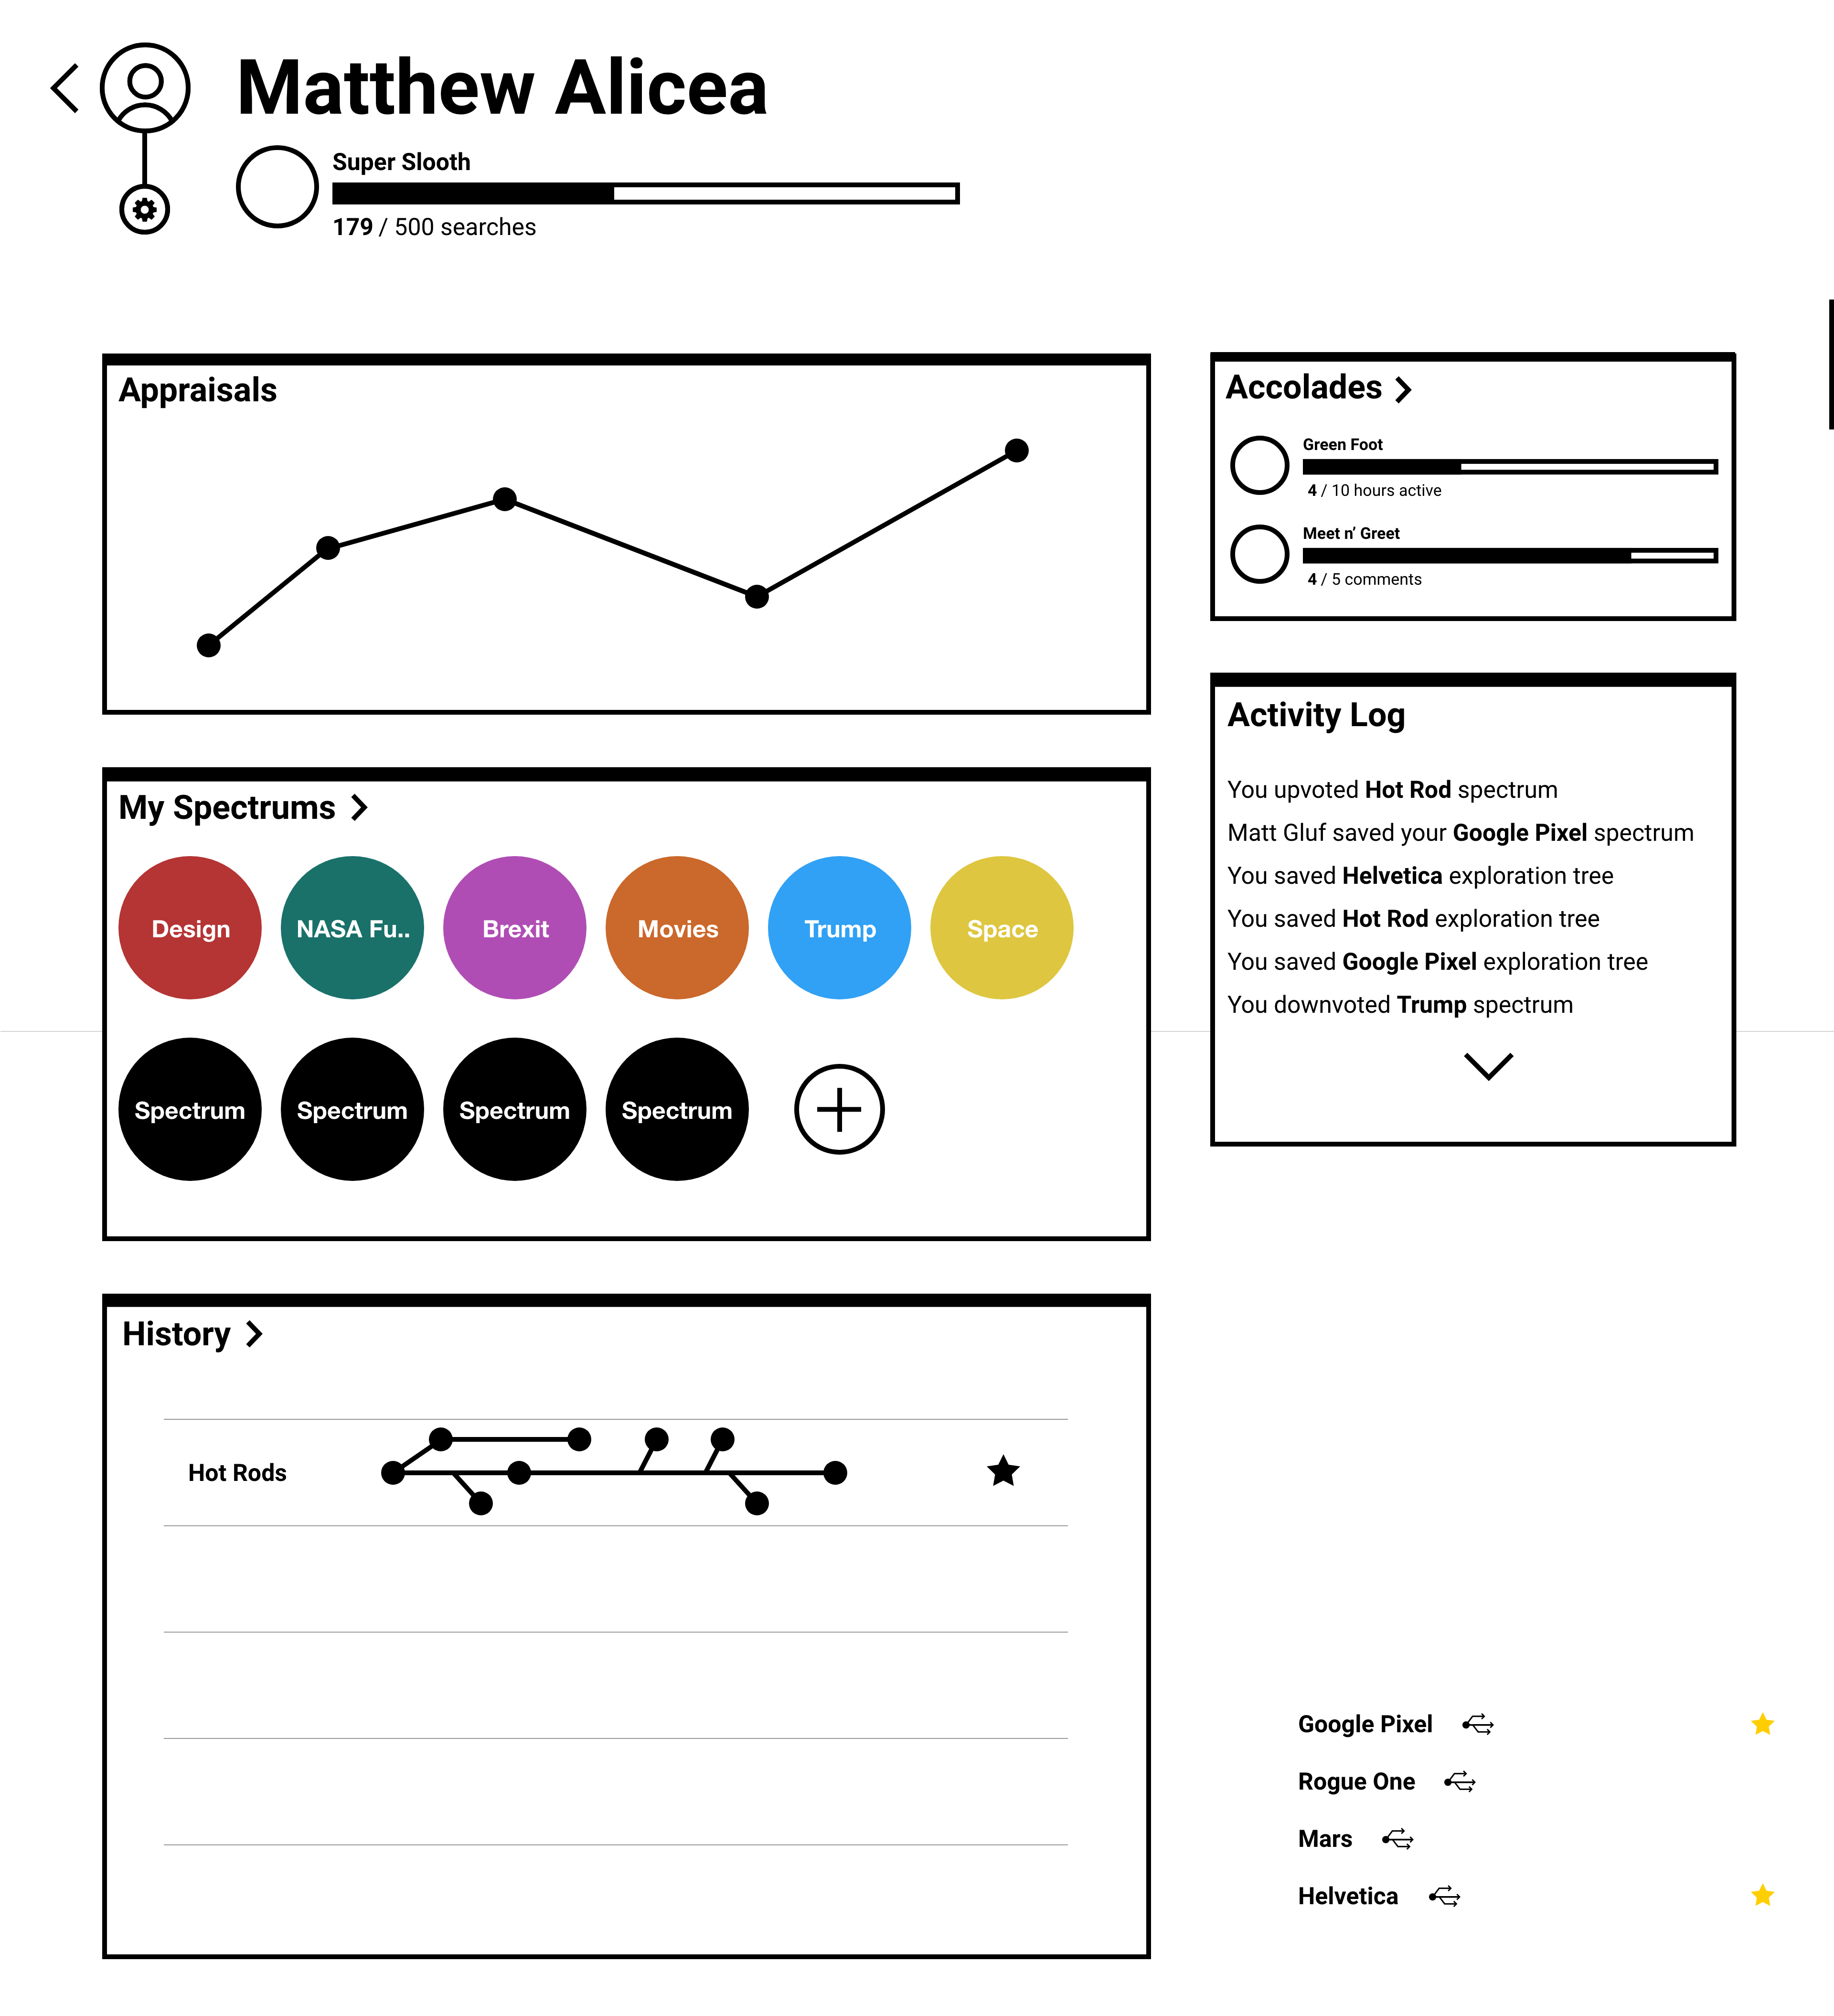 Matthew Alicea
Super Slooth
179 / 500 searches
Appraisals
Accolades
Green Foot
4 / 10 hours active
Meet n’ Greet
4 / 5 comments
Activity Log
You upvoted Hot Rod spectrum
Matt Gluf saved your Google Pixel spectrum
You saved Helvetica exploration tree
You saved Hot Rod exploration tree
You saved Google Pixel exploration tree
You downvoted Trump spectrum
My Spectrums
Design
NASA Fu..
Brexit
Movies
Trump
Space
Spectrum
Spectrum
Spectrum
Spectrum
History
Hot Rods
Google Pixel
Rogue One
Mars
Helvetica